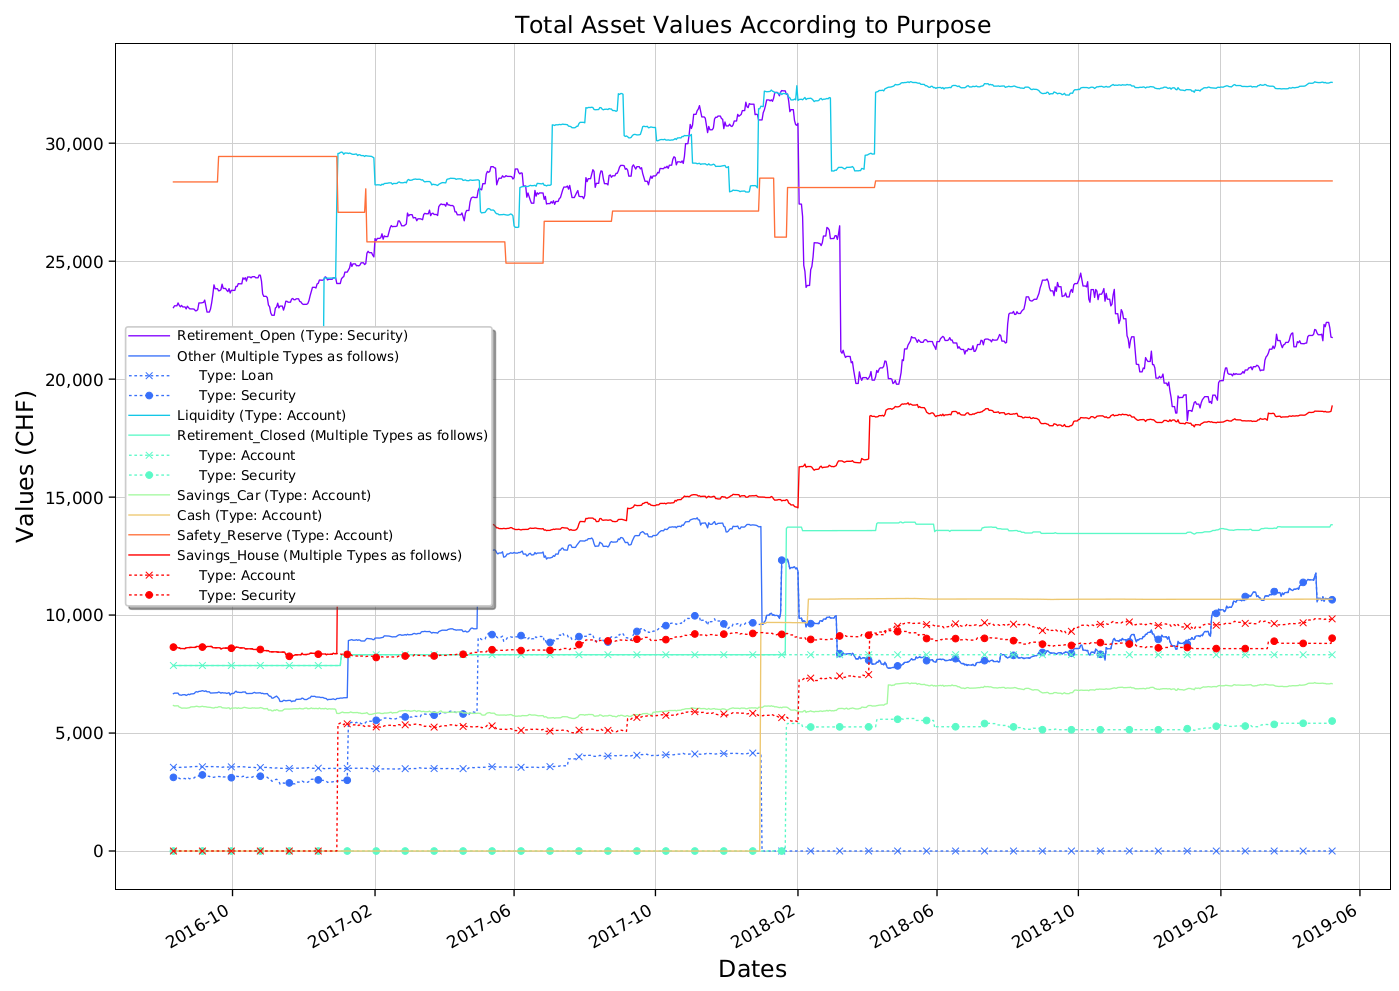 Total Asset Values According to Purpose
Values (CHF)
30,000
25,000
20,000
15,000
10,000
5,000
0
Retirement_Open (Type: Security)
Other (Multiple Types as follows)
Type: Loan
Type: Security
Liquidity (Type: Account)
Retirement_Closed (Multiple Types as follows)
Type: Account
Type: Security
Savings_Car (Type: Account)
Cash (Type: Account)
Safety_Reserve (Type: Account)
Savings_House (Multiple Types as follows)
Type: Account
Type: Security
2016-10
2017-02
2017-06
2017-10
2018-02
2018-06
2018-10
2019-02
2019-06
Dates